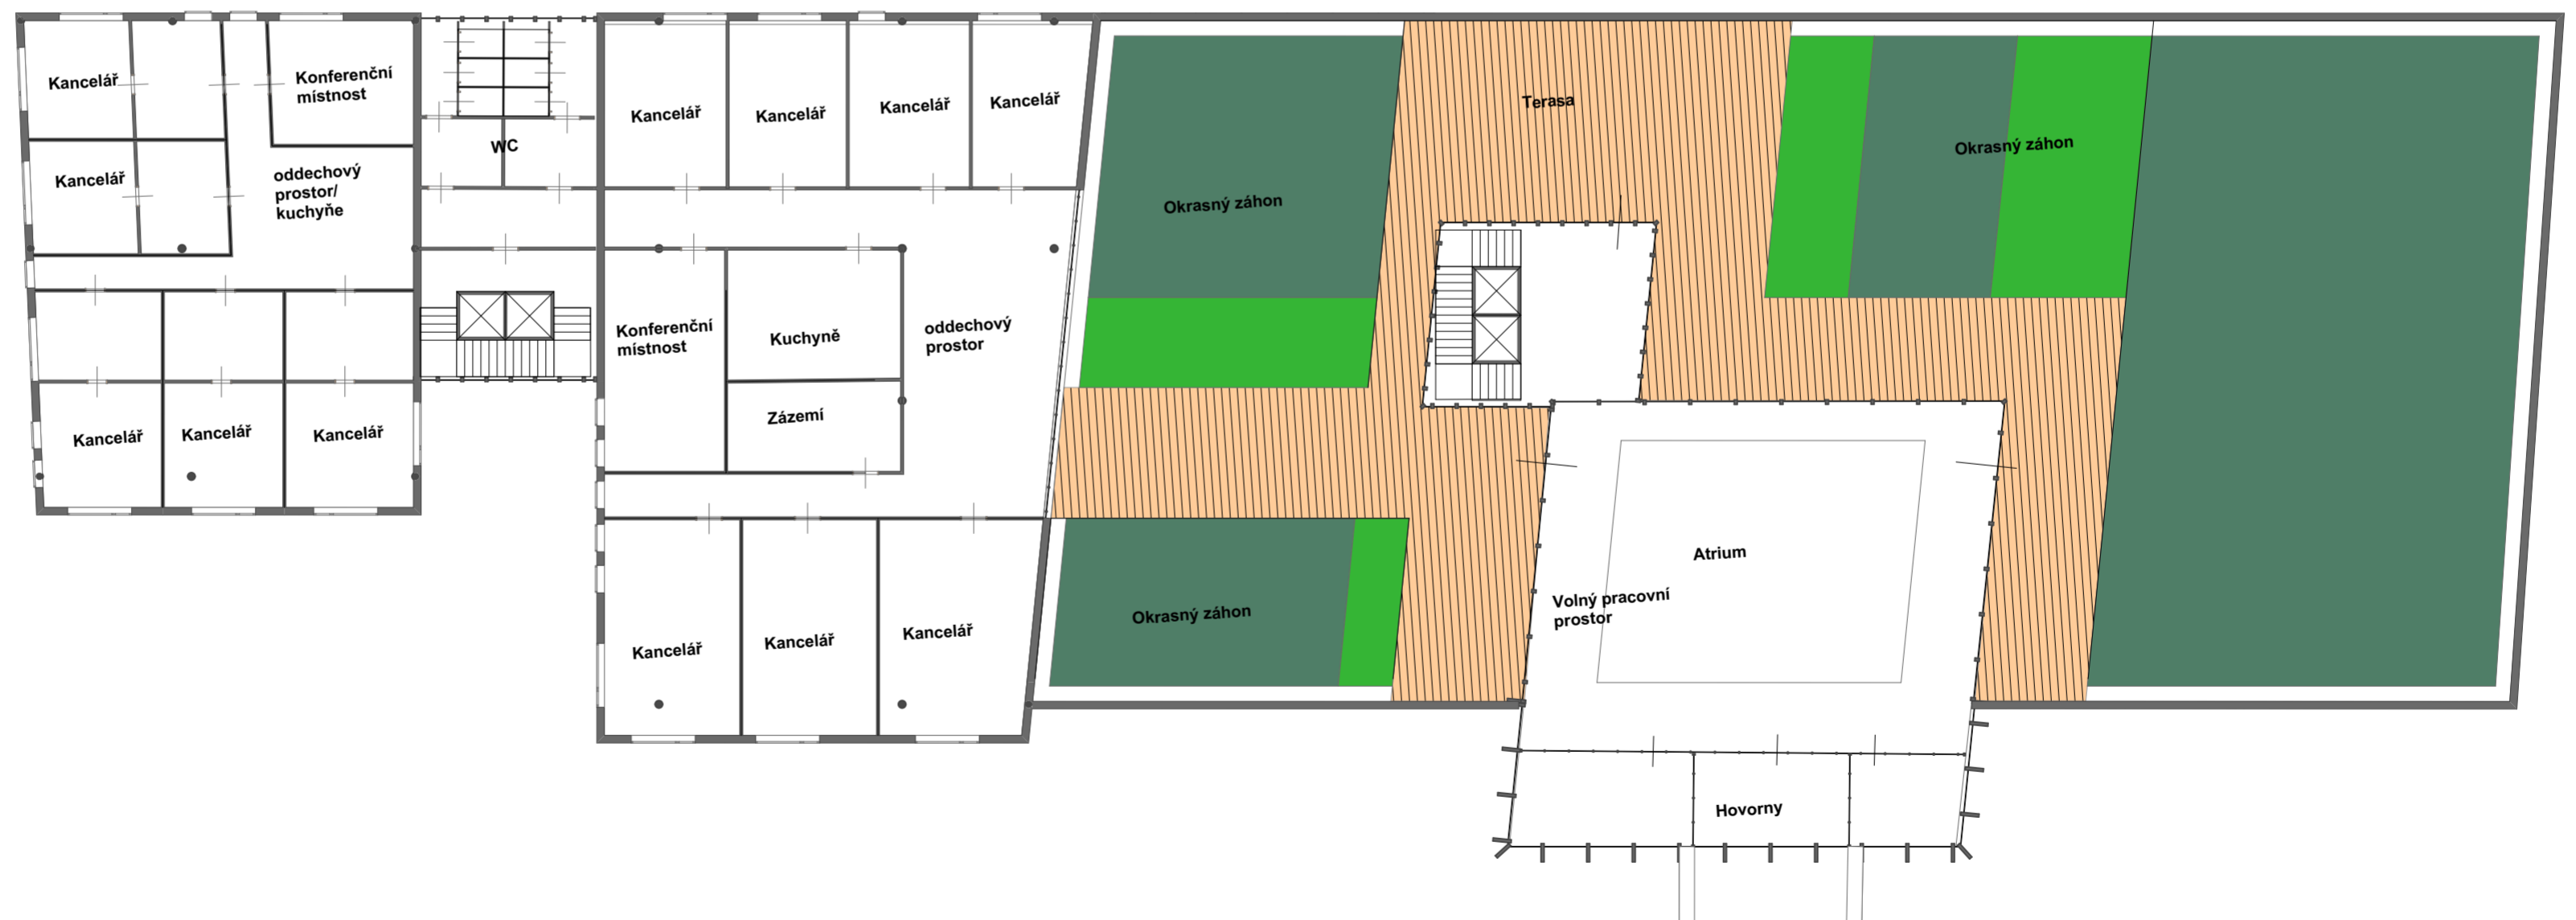 Kancelář
Konferenční
místnost
Kancelář
oddechový
prostor/
kuchyňe
Kancelář
Kancelář
Kancelář
WC
Kancelář
Kancelář
Kancelář
Kancelář
Konferenční
místnost
Kuchyně
Zázemí
oddechový
prostor
Kancelář
Kancelář
Kancelář
Okrasný záhon
Terasa
Okrasný záhon
Okrasný záhon
Atrium
Volný pracovní
prostor
Hovorny